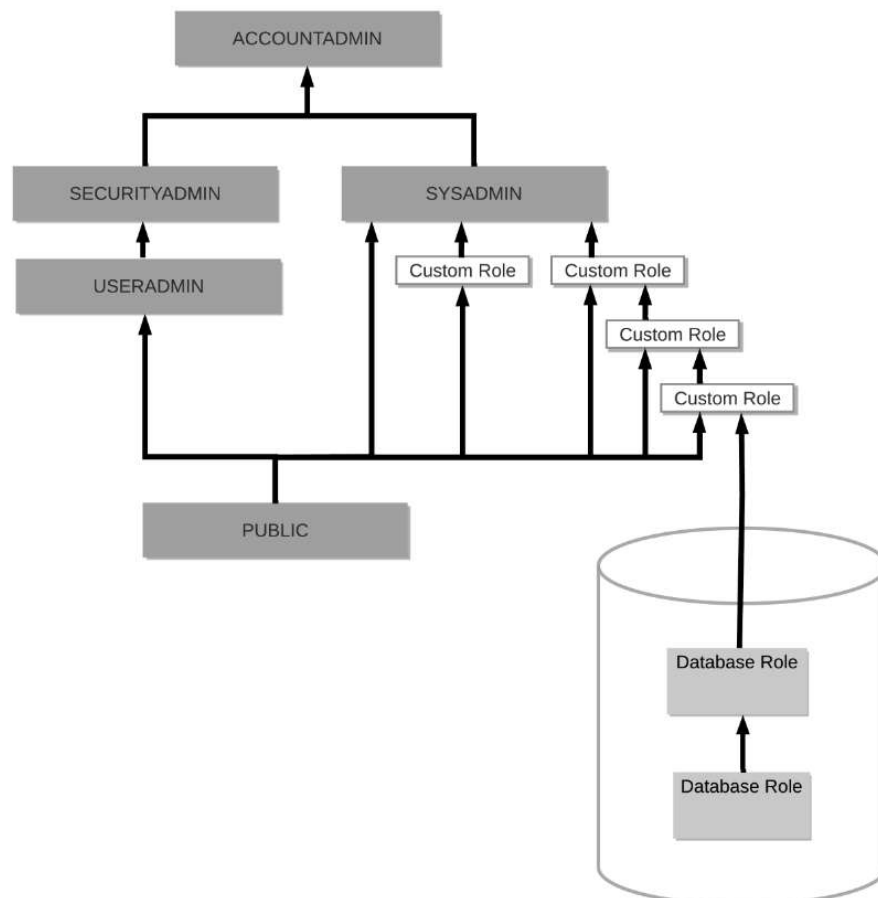 ACCOUNTADMIN
SECURITYADMIN
SYSADMIN
Custom Role
Custom Role
USERADMIN
Custom Role
Custom Role
PUBLIC
Database Role
Database Role